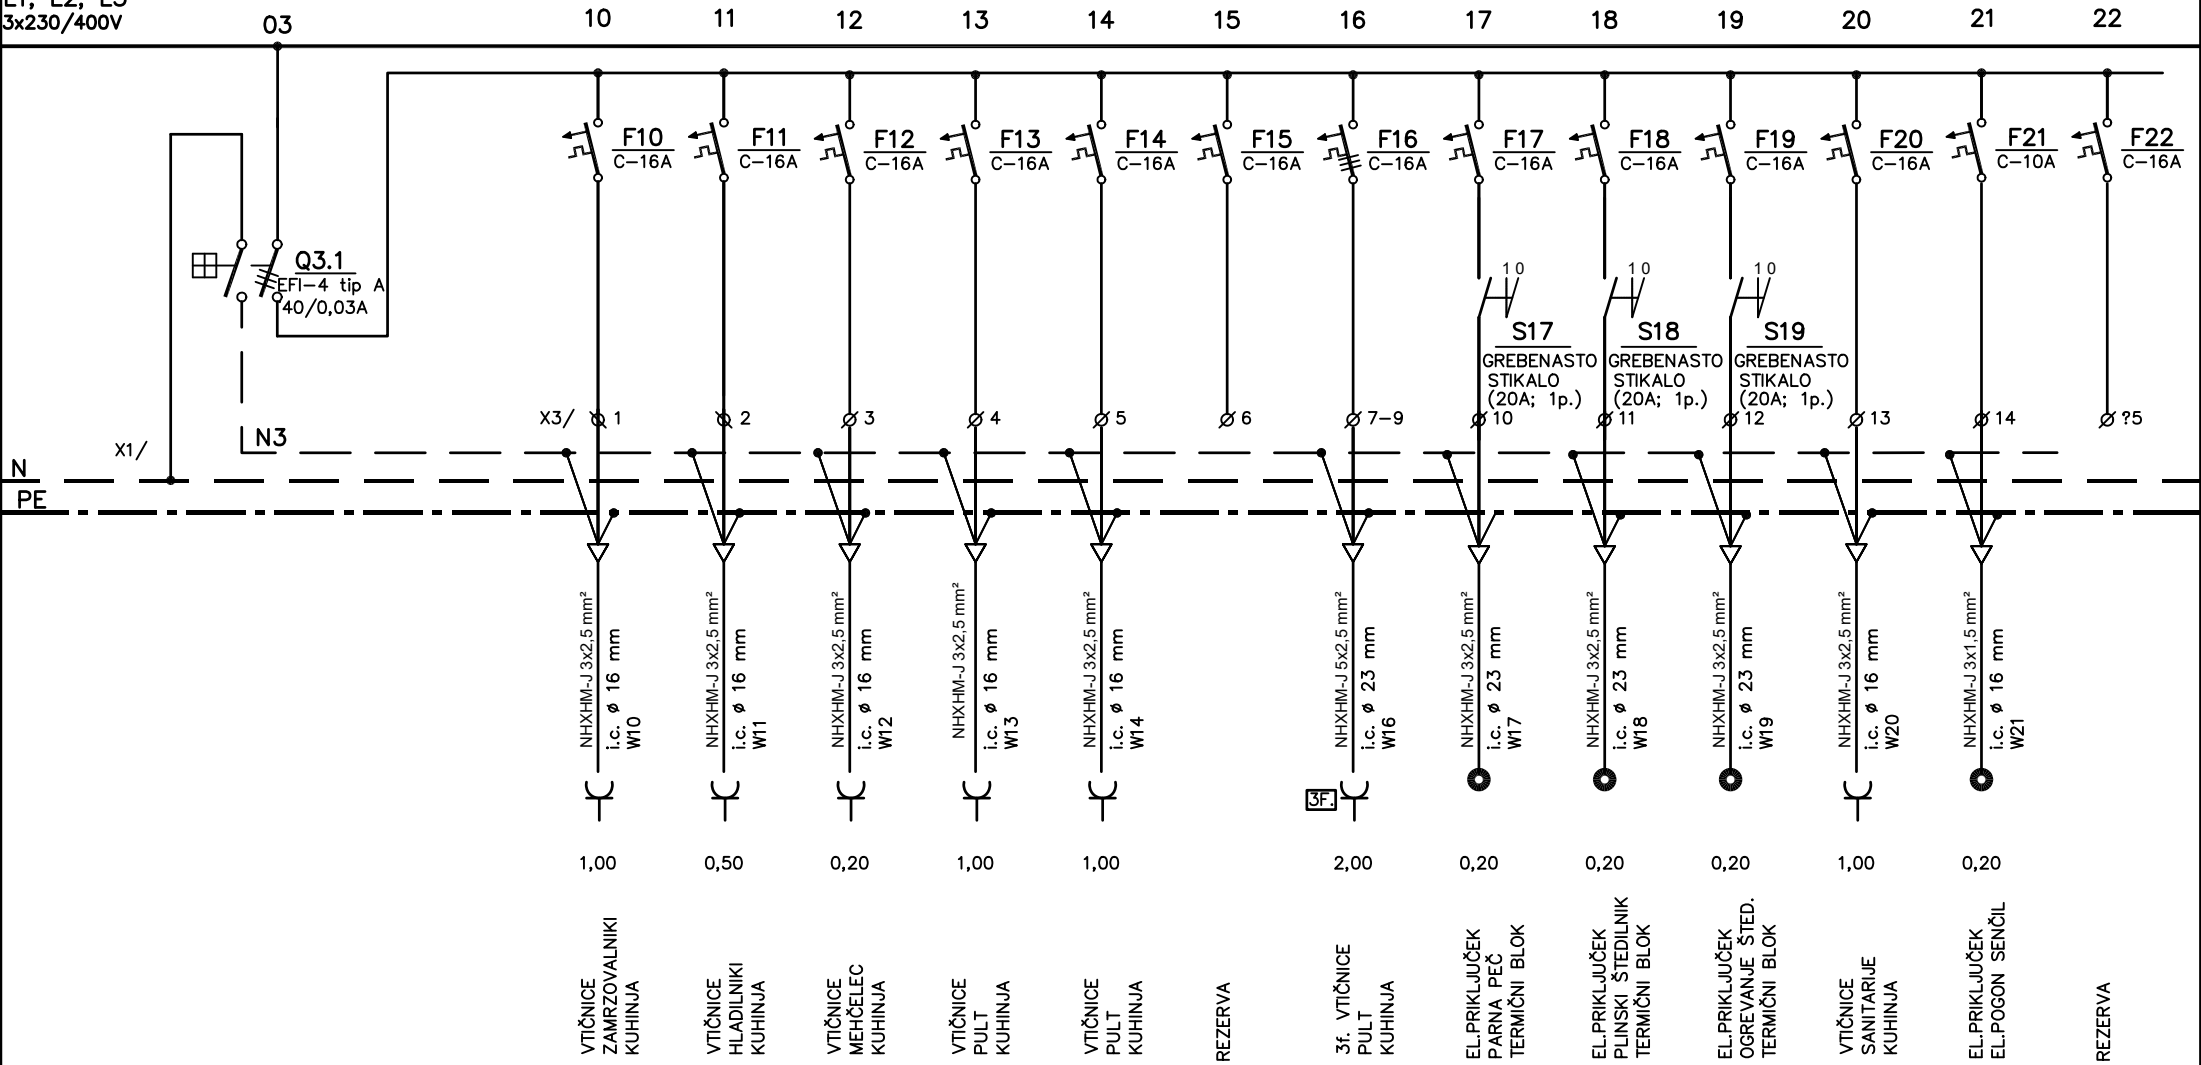 3x230/400V
03
10 11 12 13 14 15 16 17 18 19 20 21 22
F10
C-16A
F11
C-16A
F12
C-16A
F13
C-16A
F14
C-16A
F15
C-16A
F16
C-16A
F17
C-16A
F18
C-16A
F19
C-16A
F20
C-16A
F21
C-10A
F22
C-16A
Q3.1
EFI-4 tip A
40/0,03A
1 0
S17
GREBENASTO
STIKALO
(20A; 1p.)
1 0
S18
GREBENASTO
STIKALO
(20A; 1p.)
1 0
S19
GREBENASTO
STIKALO
(20A; 1p.)
X3/ 1 2 3 4 5 6 7-9 10 11 12 13 14 ?5
X1/
N3
N
PE
NHXHM-J 3x2,5 mm²
i.c. ø 16 mm
W10
NHXHM-J 3x2,5 mm²
i.c. ø 16 mm
W11
NHXHM-J 3x2,5 mm²
i.c. ø 16 mm
W12
NHXHM-J 3x2,5 mm²
i.c. ø 16 mm
W13
NHXHM-J 3x2,5 mm²
i.c. ø 16 mm
W14
NHXHM-J 5x2,5 mm²
i.c. ø 23 mm
W16
NHXHM-J 3x2,5 mm²
i.c. ø 23 mm
W17
NHXHM-J 3x2,5 mm²
i.c. ø 23 mm
W18
NHXHM-J 3x2,5 mm²
i.c. ø 23 mm
W19
NHXHM-J 3x2,5 mm²
i.c. ø 16 mm
W20
NHXHM-J 3x1,5 mm²
i.c. ø 16 mm
W21
3F.
1,00 0,50 0,20 1,00 1,00 2,00 0,20 0,20 0,20 1,00 0,20
VTIČNICE
ZAMRZOVALNIKI
KUHINJA
VTIČNICE
HLADILNIKI
KUHINJA
VTIČNICE
MEHČELEC
KUHINJA
VTIČNICE
PULT
KUHINJA
VTIČNICE
PULT
KUHINJA
REZERVA
3f. VTIČNICE
PULT
KUHINJA
EL.PRIKLJUČEK
PARNA PEČ
TERMIČNI BLOK
EL.PRIKLJUČEK
PLINSKI ŠTEDILNIK
TERMIČNI BLOK
EL.PRIKLJUČEK
OGREVANJE ŠTED.
TERMIČNI BLOK
VTIČNICE
SANITARIJE
KUHINJA
EL.PRIKLJUČEK
EL.POGON SENČIL
REZERVA